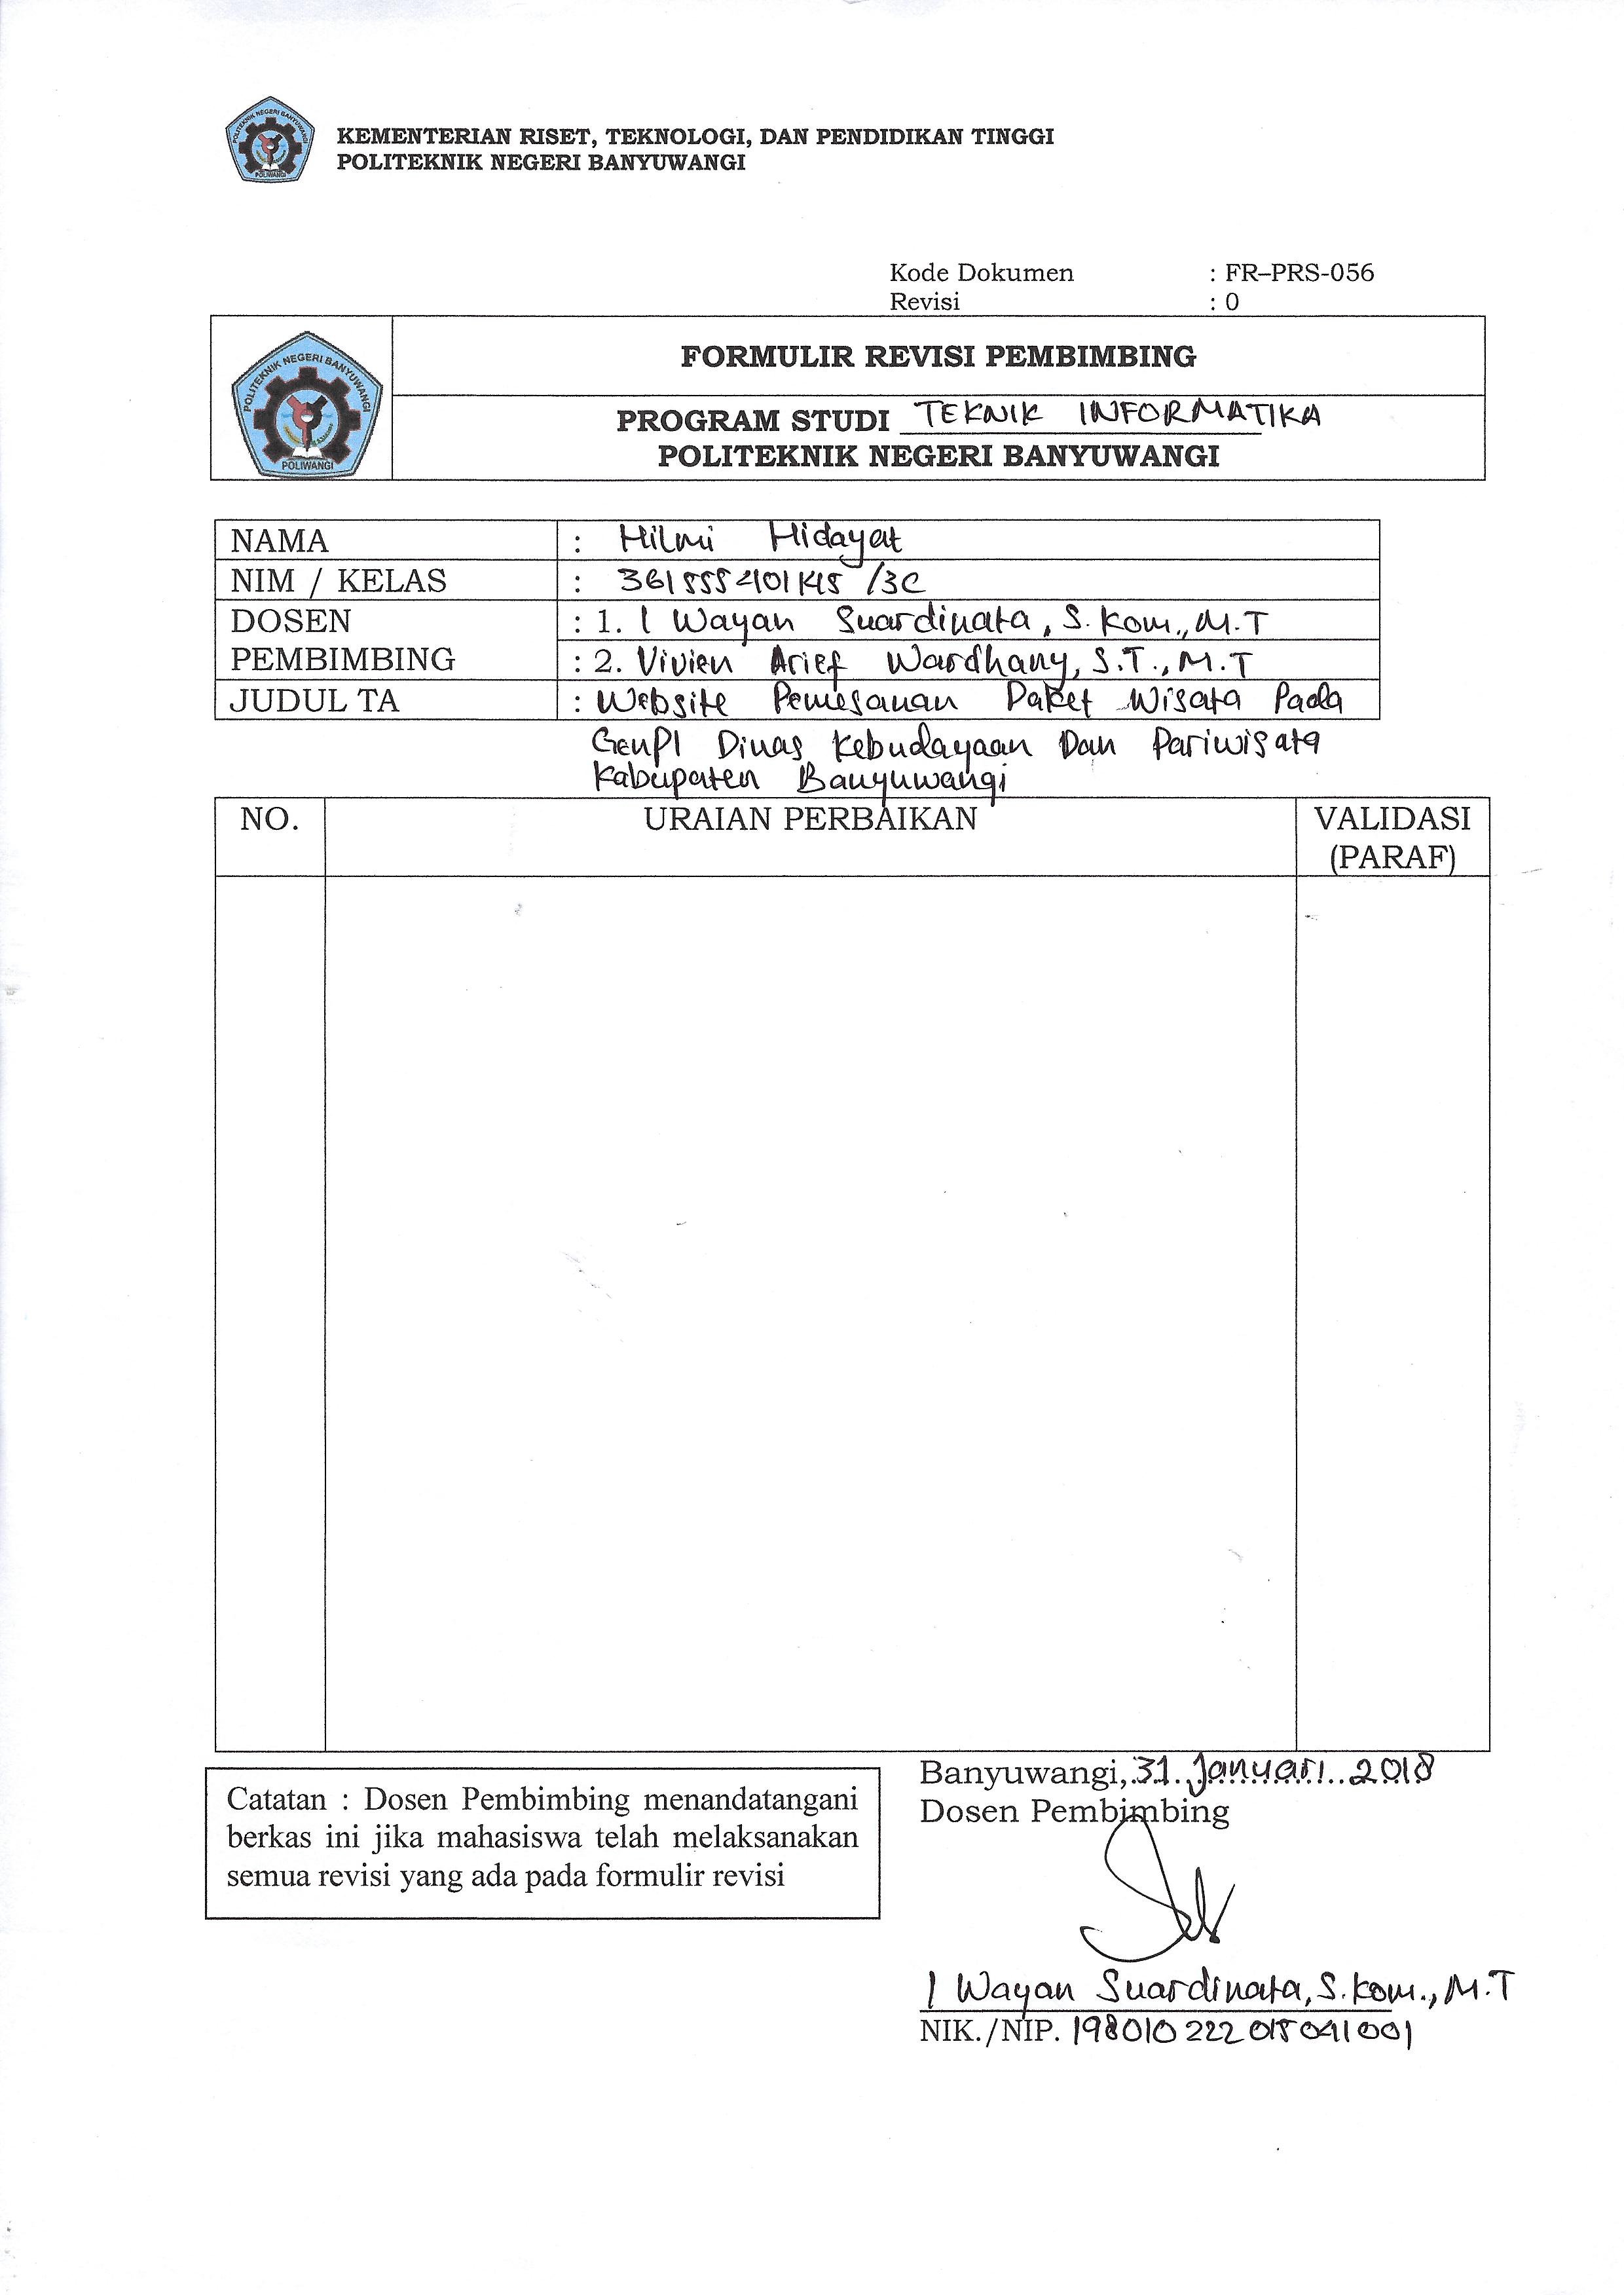 KEMENTERIAN RISET, TEKNOLOGI, DAN PENDIDIKAN TINGGI
POLITEKNIK NEGERI BANYUWANGI
Kode Dokumen : FR–PRS-056
Revisi : 0
FORMULIR REVISI PEMBIMBING
PROGRAM STUDI TEKNIK INFORMATIKA
POLITEKNIK NEGERI BANYUWANGI
POLITEKNIK NEGERI BANYUWANGI
POLIWANGI
NAMA : Hilmi Hidayat
NIM / KELAS : /3C
DOSEN PEMBIMBING : 1. I Wayan Suardinata, S.Kom., M.T
: 2. Vivien Arief Wardhany, S.T., M.T
JUDUL TA : Website Pemesanan Paket Wisata Pada
GenPI Dinas Kebudayaan Dan Pariwisata
Kabupaten Banyuwangi
NO. URAIAN PERBAIKAN VALIDASI (PARAF)
Banyuwangi, 31 Januari 2018
Dosen Pembimbing
Catatan : Dosen Pembimbing menandatangani
berkas ini jika mahasiswa telah melaksanakan
semua revisi yang ada pada formulir revisi
I Wayan Suardinata, S.Kom., M.T
NIK./NIP. 198010222015041001